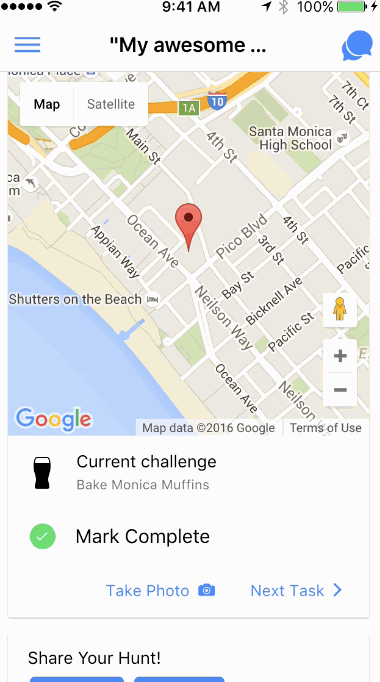 9:41 AM
100%
"My awesome ...
onica Place
Map
Satellite
10
1A
7th Ct
7th St
4th St
Santa Monica
High School
Main St
Ocean Ave
Appian Way
Pico Blvd
4th St
3rd St
Bay St
Bicknell Ave
Pacific St
Pacific
Shutters on the Beach
Neilson Way
Ocean Ave
Neilson
Google
Map data ©2016 Google
Terms of Use
Current challenge
Bake Monica Muffins
Mark Complete
Take Photo
Next Task
Share Your Hunt!